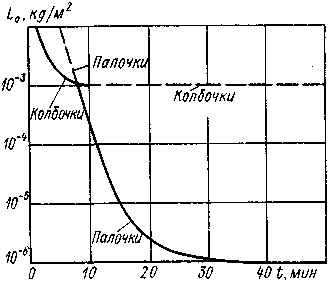 Lₐ, кд/м²
Палочки
10⁻³
Колбочки
Колбочки
10⁻⁴
10⁻⁵
Палочки
10⁻⁶
0 10 20 30 40 t, мин